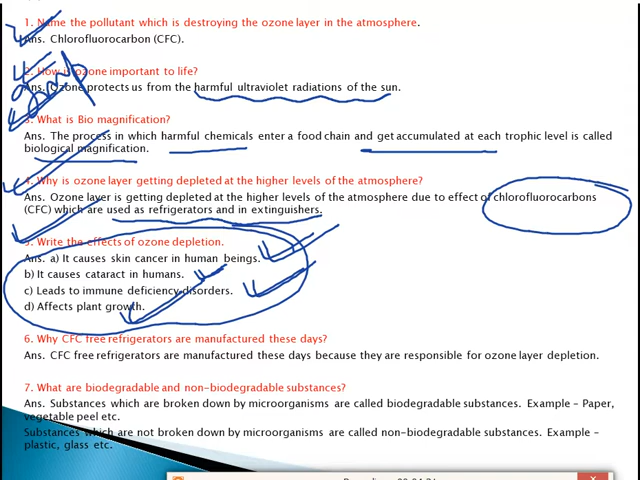 1. Name the pollutant which is destroying the ozone layer in the atmosphere.
Ans. Chlorofluorocarbon (CFC).
2. How is ozone important to life?
Ans. Ozone protects us from the harmful ultraviolet radiations of the sun.
3. What is Bio magnification?
Ans. The process in which harmful chemicals enter a food chain and get accumulated at each trophic level is called
biological magnification.
4. Why is ozone layer getting depleted at the higher levels of the atmosphere?
Ans. Ozone layer is getting depleted at the higher levels of the atmosphere due to effect of chlorofluorocarbons
(CFC) which are used as refrigerators and in extinguishers.
5. Write the effects of ozone depletion.
Ans. a) It causes skin cancer in human beings.
b) It causes cataract in humans.
c) Leads to immune deficiency disorders.
d) Affects plant growth.
6. Why CFC free refrigerators are manufactured these days?
Ans. CFC free refrigerators are manufactured these days because they are responsible for ozone layer depletion.
7. What are biodegradable and non-biodegradable substances?
Ans. Substances which are broken down by microorganisms are called biodegradable substances. Example – Paper,
vegetable peel etc.
Substances which are not broken down by microorganisms are called non-biodegradable substances. Example –
plastic, glass etc.